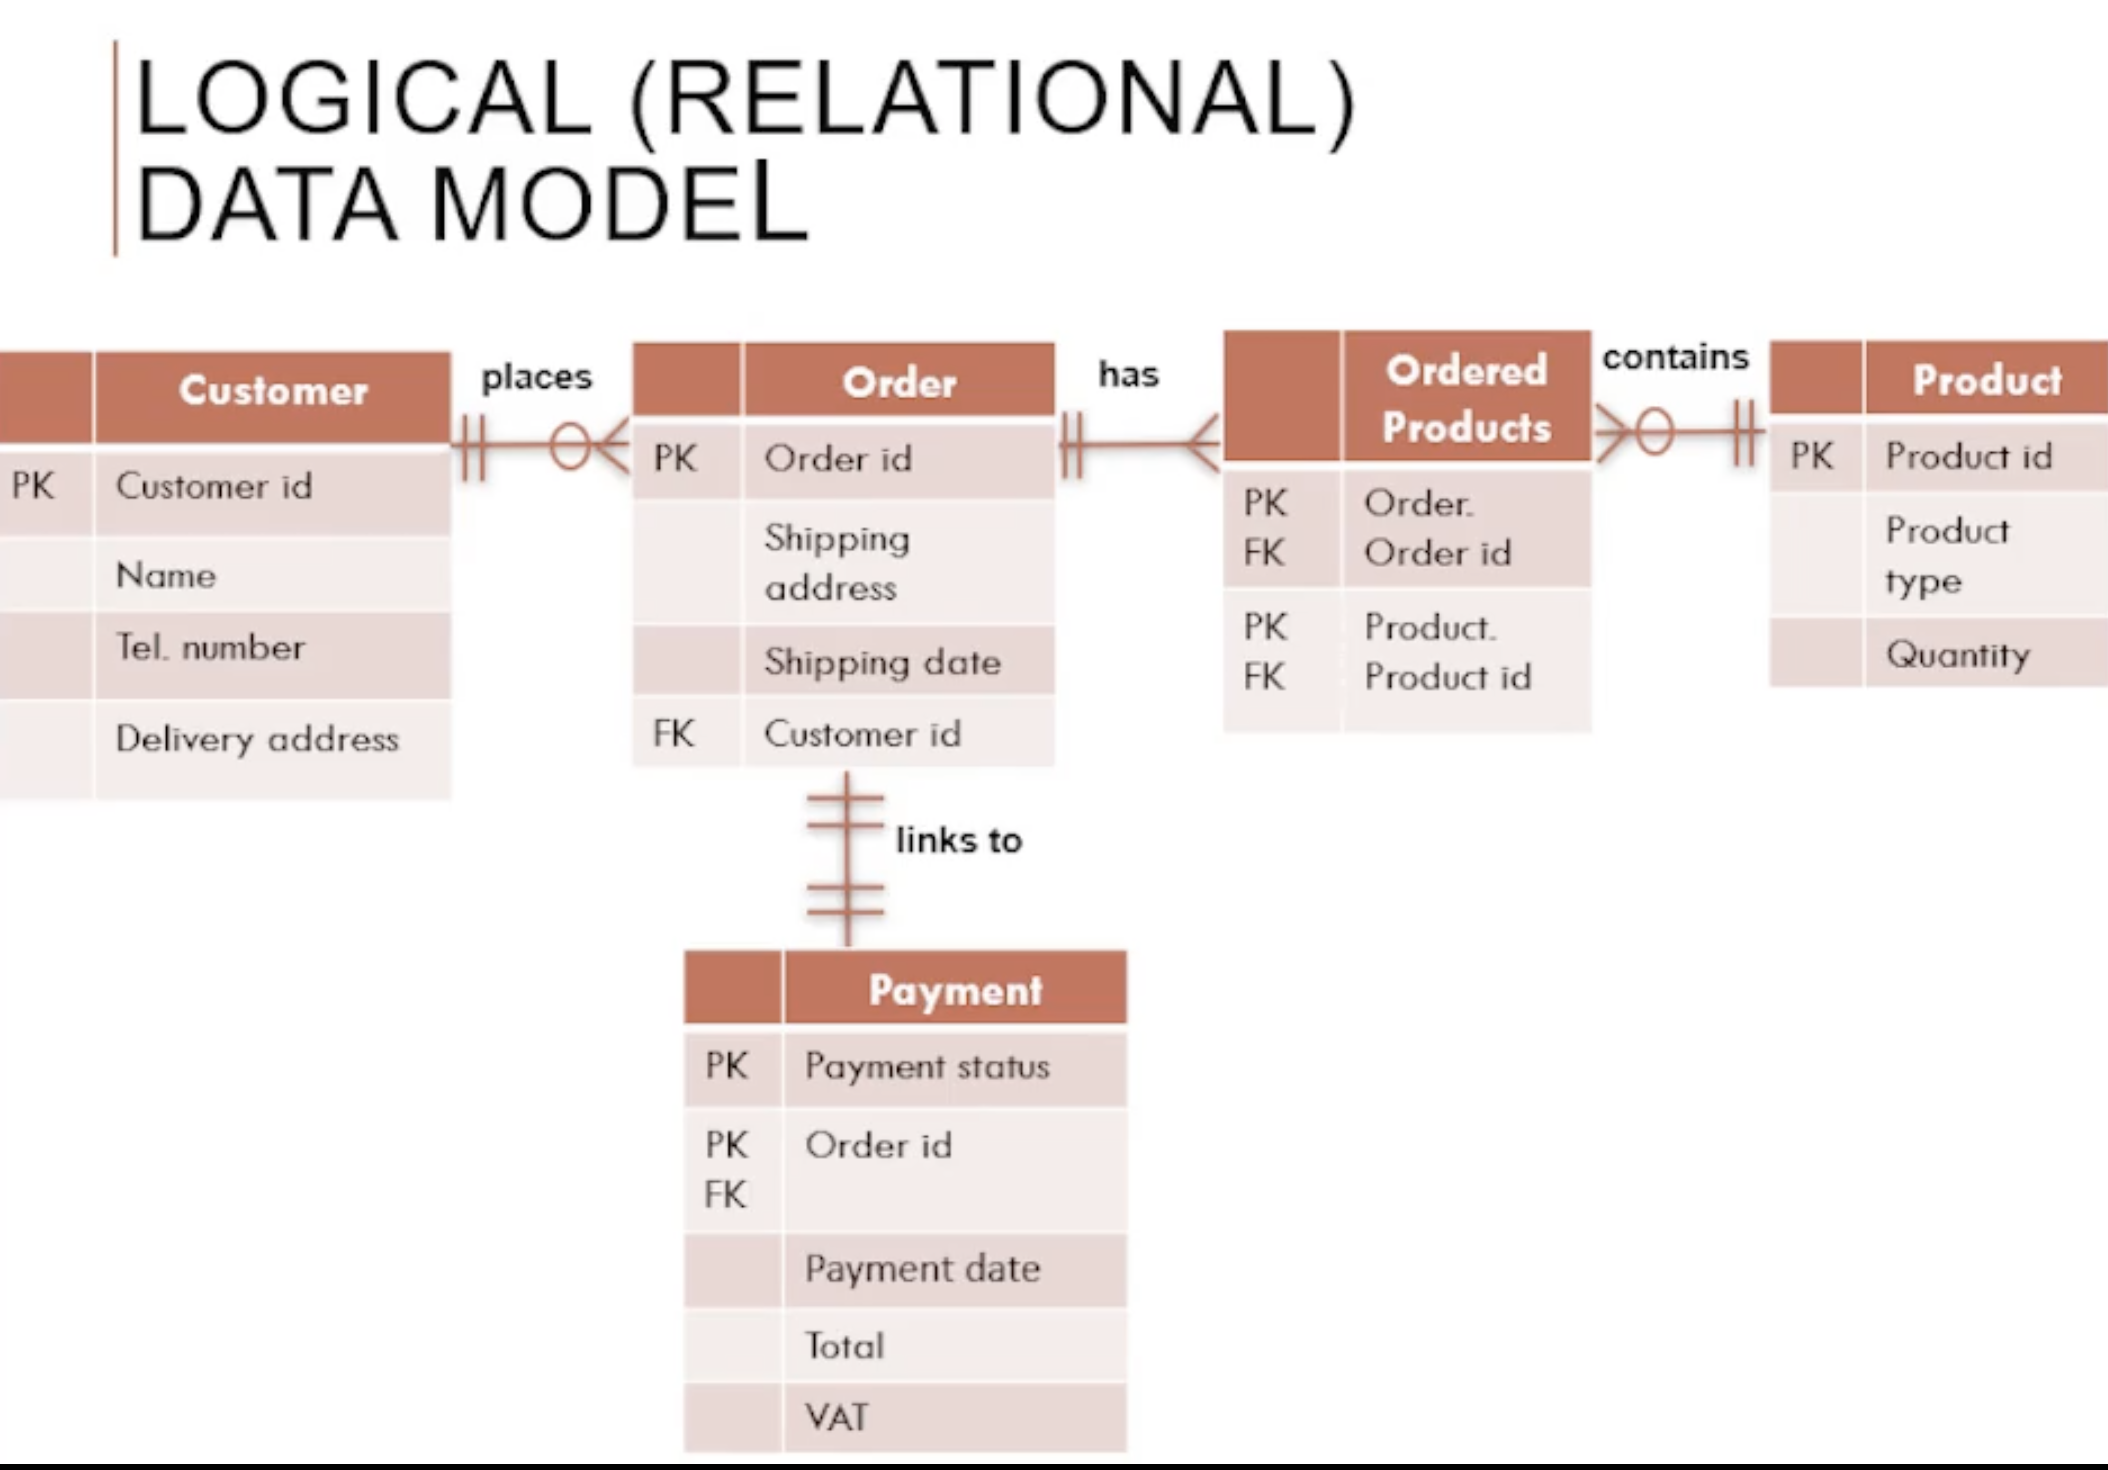 LOGICAL (RELATIONAL)
DATA MODEL
Customer
PK Customer id
Name
Tel. number
Delivery address
places
Order
PK Order id
Shipping
address
Shipping date
FK Customer id
has
Ordered
Products
PK Order.
FK Order id
PK Product.
FK Product id
contains
Product
PK Product id
Product
type
Quantity
links to
Payment
PK Payment status
PK Order id
FK
Payment date
Total
VAT